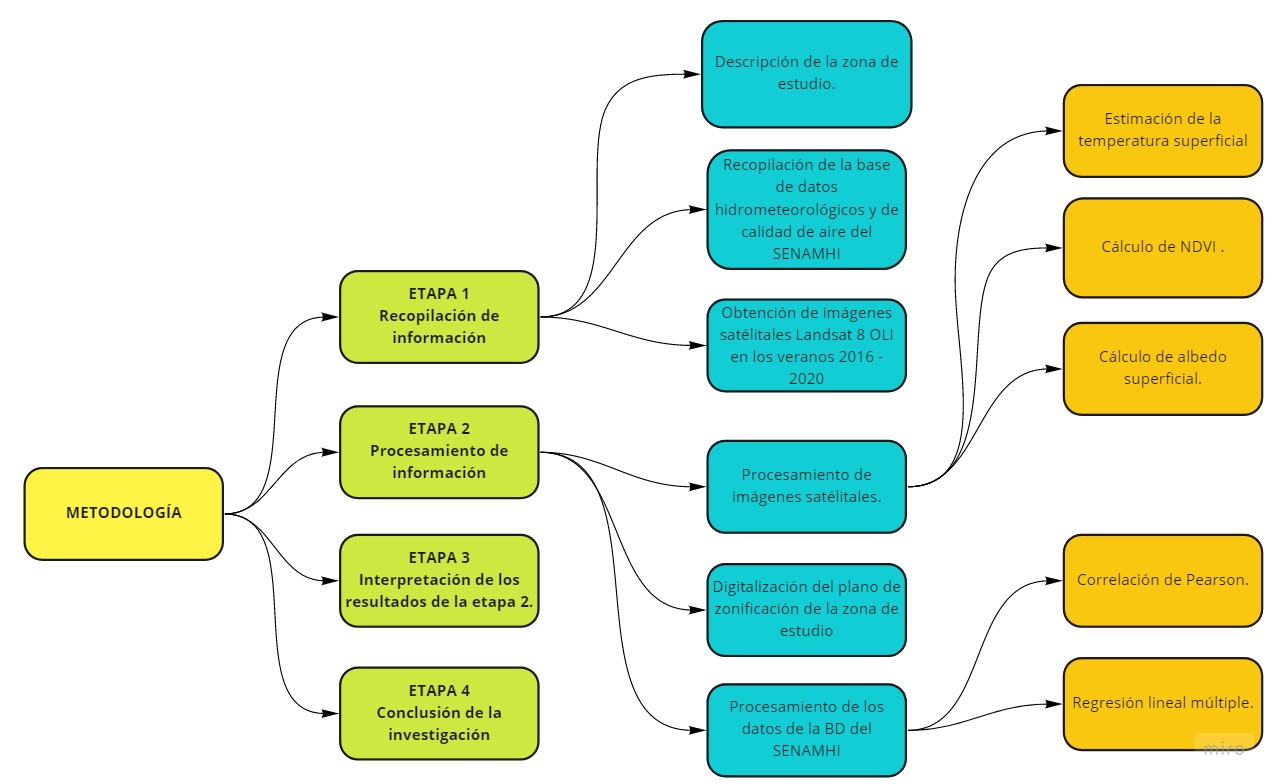 METODOLOGÍA
ETAPA 1
Recopilación de
información
ETAPA 2
Procesamiento de
información
ETAPA 3
Interpretación de los
resultados de la etapa 2.
ETAPA 4
Conclusión de la
investigación
Descripción de la zona de
estudio.
Recopilación de la base
de datos
hidrometeorológicos y de
calidad de aire del
SENAMHI
Obtención de imágenes
satélitales Landsat 8 OLI
en los veranos 2016 -
2020
Procesamiento de
imágenes satélitales.
Digitalización del plano de
zonificación de la zona de
estudio
Procesamiento de los
datos de la BD del
SENAMHI
Estimación de la
temperatura superficial
Cálculo de NDVI .
Cálculo de albedo
superficial.
Correlación de Pearson.
Regresión lineal múltiple.
miro